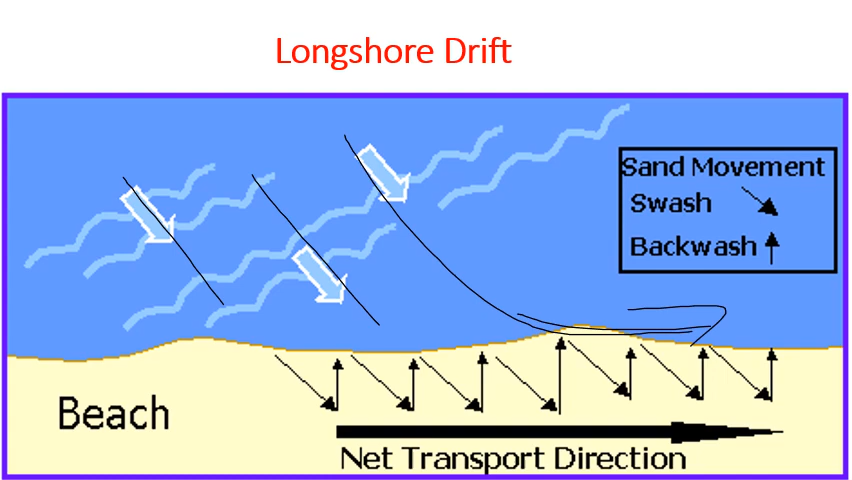 Longshore Drift
Sand Movement
Swash
Backwash
Beach
Net Transport Direction